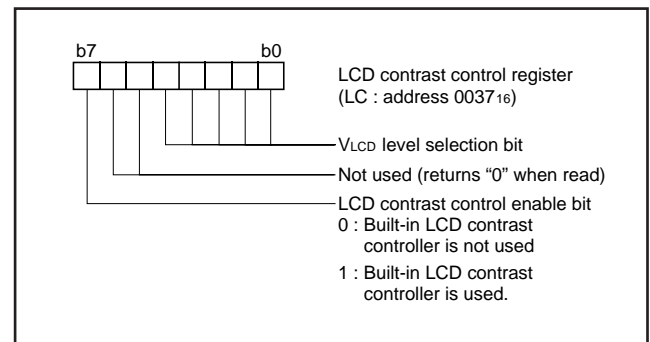 b7 b0
LCD contrast control register
(LC : address 0037₁₆)
VLCD level selection bit
Not used (returns “0” when read)
LCD contrast control enable bit
0 : Built-in LCD contrast
controller is not used
1 : Built-in LCD contrast
controller is used.